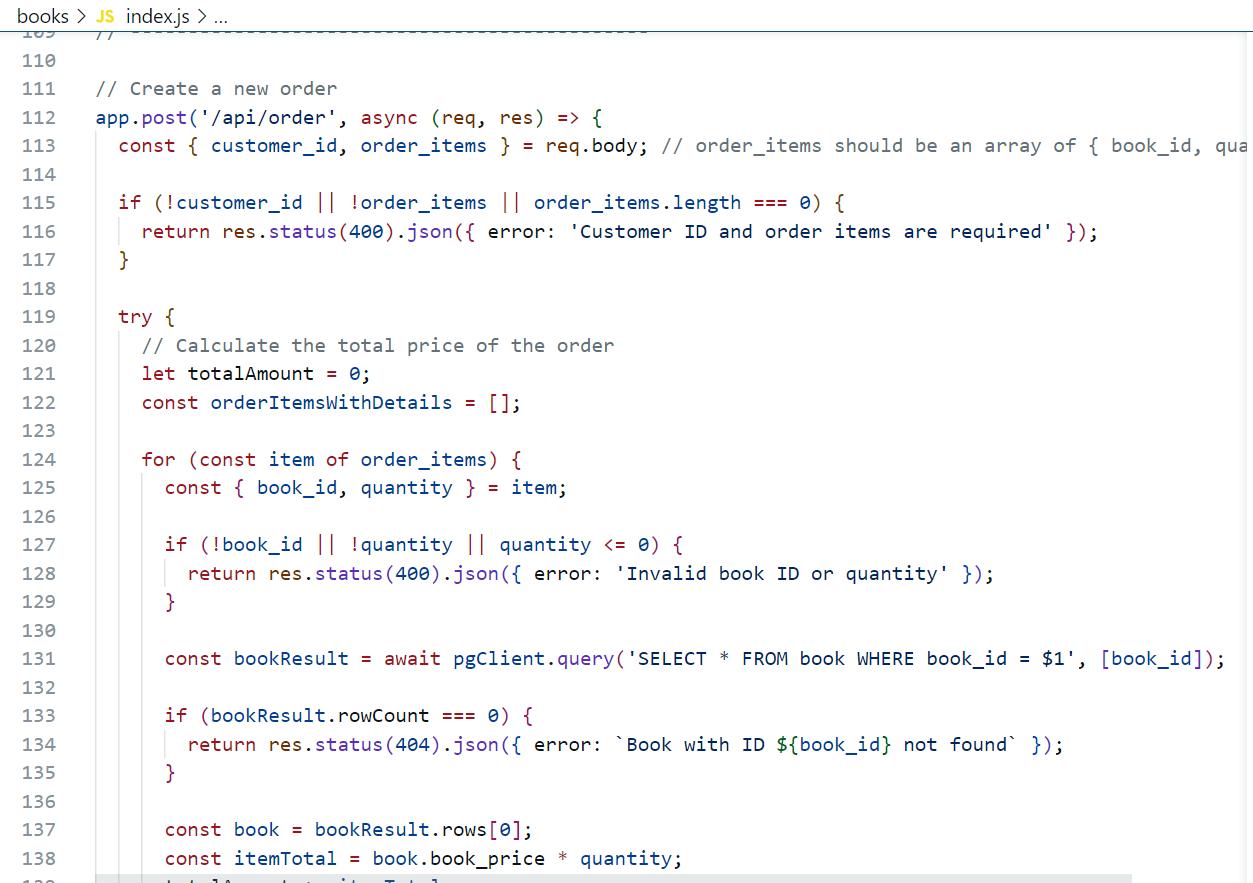 books > JS index.js > ...
109 // ---------------------------------------------
110
111 // Create a new order
112 app.post('/api/order', async (req, res) => {
113   const { customer_id, order_items } = req.body; // order_items should be an array of { book_id, qua
114
115   if (!customer_id || !order_items || order_items.length === 0) {
116     return res.status(400).json({ error: 'Customer ID and order items are required' });
117   }
118
119   try {
120     // Calculate the total price of the order
121     let totalAmount = 0;
122     const orderItemsWithDetails = [];
123
124     for (const item of order_items) {
125       const { book_id, quantity } = item;
126
127       if (!book_id || !quantity || quantity <= 0) {
128         return res.status(400).json({ error: 'Invalid book ID or quantity' });
129       }
130
131       const bookResult = await pgClient.query('SELECT * FROM book WHERE book_id = $1', [book_id]);
132
133       if (bookResult.rowCount === 0) {
134         return res.status(404).json({ error: `Book with ID ${book_id} not found` });
135       }
136
137       const book = bookResult.rows[0];
138       const itemTotal = book.book_price * quantity;